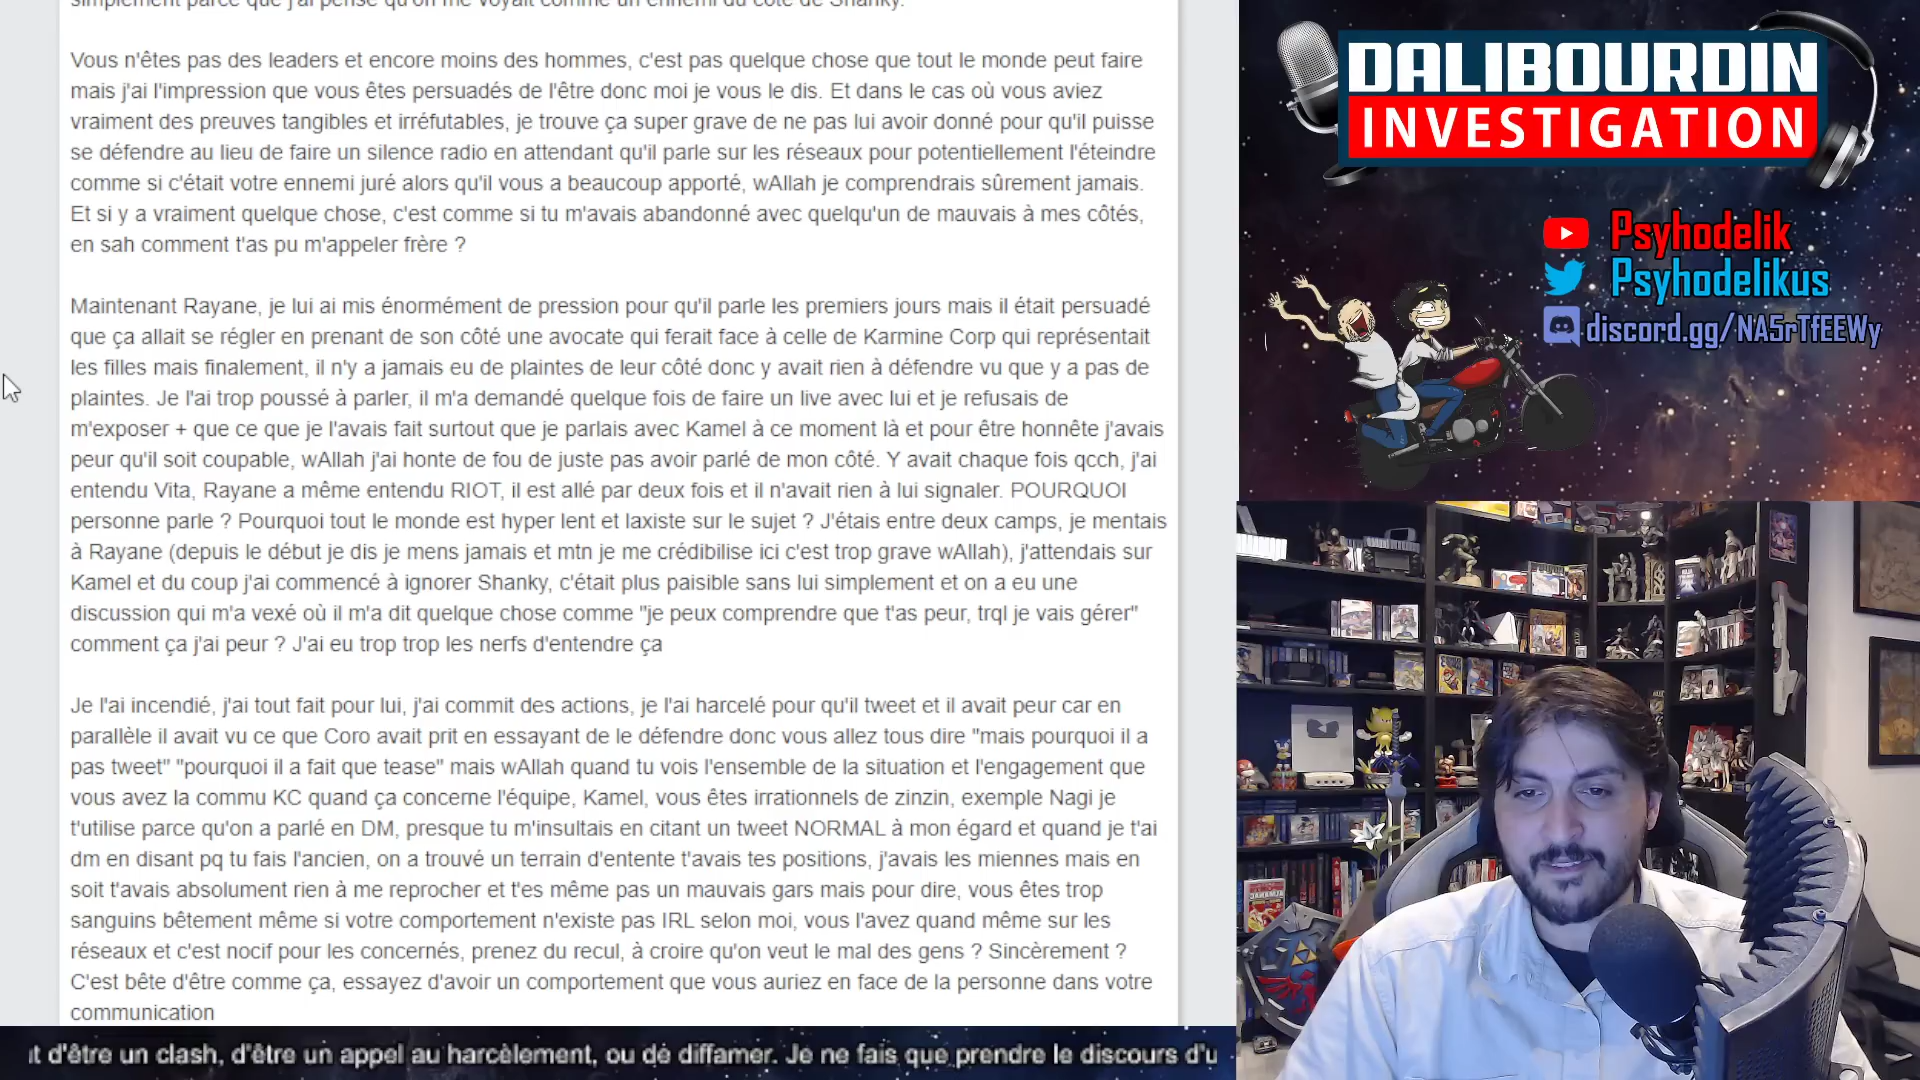 simplement parce que j'ai pensé qu'on me voyait comme un ennemi du côté de Shanky.
Vous n'êtes pas des leaders et encore moins des hommes, c'est pas quelque chose que tout le monde peut faire
mais j'ai l'impression que vous êtes persuadés de l'être donc moi je vous le dis. Et dans le cas où vous aviez
vraiment des preuves tangibles et irréfutables, je trouve ça super grave de ne pas lui avoir donné pour qu'il puisse
se défendre au lieu de faire un silence radio en attendant qu'il parle sur les réseaux pour potentiellement l'éteindre
comme si c'était votre ennemi juré alors qu'il vous a beaucoup apporté, wAllah je comprendrais sûrement jamais.
Et si y a vraiment quelque chose, c'est comme si tu m'avais abandonné avec quelqu'un de mauvais à mes côtés,
en sah comment t'as pu m'appeler frère ?
Maintenant Rayane, je lui ai mis énormément de pression pour qu'il parle les premiers jours mais il était persuadé
que ça allait se régler en prenant de son côté une avocate qui ferait face à celle de Karmine Corp qui représentait
les filles mais finalement, il n'y a jamais eu de plaintes de leur côté donc y avait rien à défendre vu que y a pas de
plaintes. Je l'ai trop poussé à parler, il m'a demandé quelque fois de faire un live avec lui et je refusais de
m'exposer + que ce que je l'avais fait surtout que je parlais avec Kamel à ce moment là et pour être honnête j'avais
peur qu'il soit coupable, wAllah j'ai honte de fou de juste pas avoir parlé de mon côté. Y avait chaque fois qcch, j'ai
entendu Vita, Rayane a même entendu RIOT, il est allé par deux fois et il n'avait rien à lui signaler. POURQUOI
personne parle ? Pourquoi tout le monde est hyper lent et laxiste sur le sujet ? J'étais entre deux camps, je mentais
à Rayane (depuis le début je dis je mens jamais et mtn je me crédibilise ici c'est trop grave wAllah), j'attendais sur
Kamel et du coup j'ai commencé à ignorer Shanky, c'était plus paisible sans lui simplement et on a eu une
discussion qui m'a vexé où il m'a dit quelque chose comme "je peux comprendre que t'as peur, trql je vais gérer"
comment ça j'ai peur ? J'ai eu trop trop les nerfs d'entendre ça
Je l'ai incendié, j'ai tout fait pour lui, j'ai commit des actions, je l'ai harcelé pour qu'il tweet et il avait peur car en
parallèle il avait vu ce que Coro avait prit en essayant de le défendre donc vous allez tous dire "mais pourquoi il a
pas tweet" "pourquoi il a fait que tease" mais wAllah quand tu vois l'ensemble de la situation et l'engagement que
vous avez la commu KC quand ça concerne l'équipe, Kamel, vous êtes irrationnels de zinzin, exemple Nagi je
t'utilise parce qu'on a parlé en DM, presque tu m'insultais en citant un tweet NORMAL à mon égard et quand je t'ai
dm en disant pq tu fais l'ancien, on a trouvé un terrain d'entente t'avais tes positions, j'avais les miennes mais en
soit t'avais absolument rien à me reprocher et t'es même pas un mauvais gars mais pour dire, vous êtes trop
sanguins bêtement même si votre comportement n'existe pas IRL selon moi, vous l'avez quand même sur les
réseaux et c'est nocif pour les concernés, prenez du recul, à croire qu'on veut le mal des gens ? Sincèrement ?
C'est bête d'être comme ça, essayez d'avoir un comportement que vous auriez en face de la personne dans votre
communication
t d'être un clash, d'être un appel au harcèlement, ou de diffamer. Je ne fais que prendre le discours d'u
DALIBOURDIN
INVESTIGATION
Psyhodelik
Psyhodelikus
discord.gg/NA5rTfEEWy